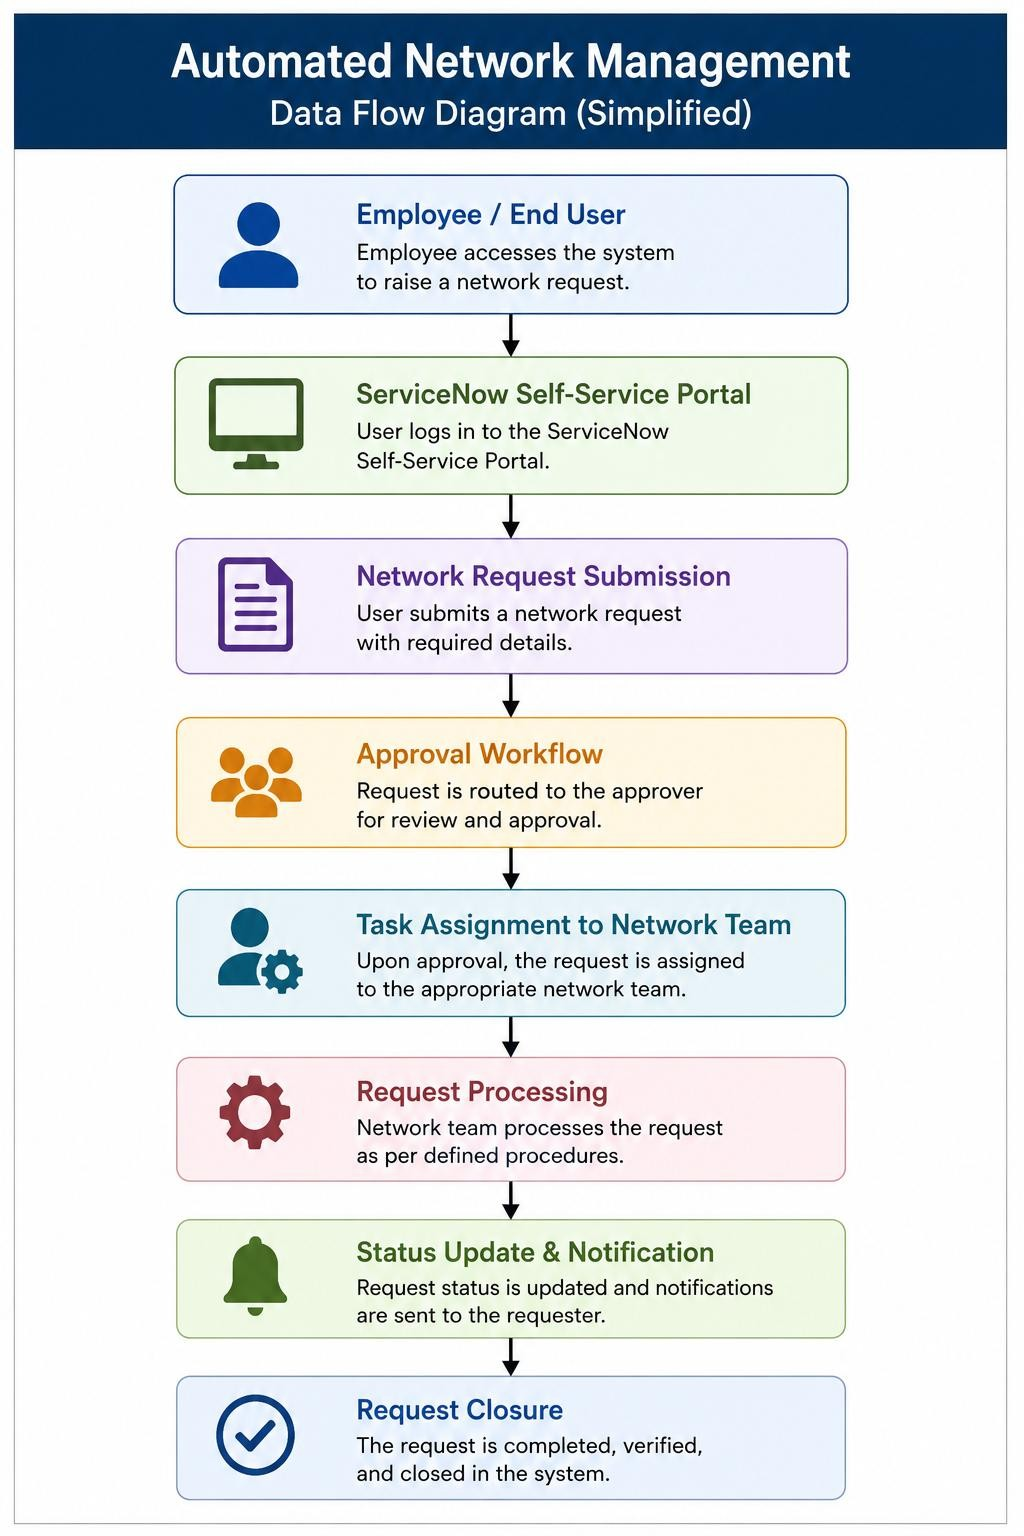 Automated Network Management
Data Flow Diagram (Simplified)
Employee / End User
Employee accesses the system
to raise a network request.
ServiceNow Self-Service Portal
User logs in to the ServiceNow
Self-Service Portal.
Network Request Submission
User submits a network request
with required details.
Approval Workflow
Request is routed to the approver
for review and approval.
Task Assignment to Network Team
Upon approval, the request is assigned
to the appropriate network team.
Request Processing
Network team processes the request
as per defined procedures.
Status Update & Notification
Request status is updated and notifications
are sent to the requester.
Request Closure
The request is completed, verified,
and closed in the system.